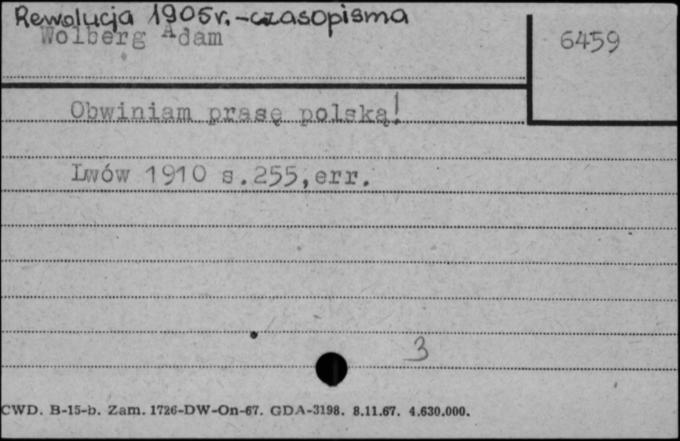 Rewolucja 1905r.-czasopisma
Wolberg Adam
6459
Obwiniam prasę polską!
Lwów 1910 s.255,err.
3
CWD. B-15-b. Zam. 1726-DW-On-67. GDA-3198. 8.11.67. 4.630.000.